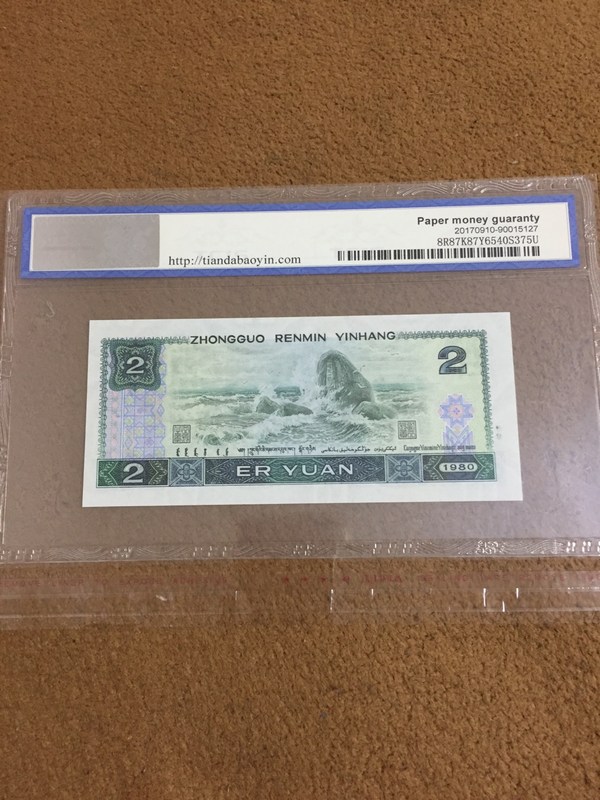 Paper money guaranty
20170910-90015127
8R87K87Y6540S375U
http://tiandabaoyin.com
ZHONGGUO RENMIN YINHANG
2
2
2
ER YUAN
1980